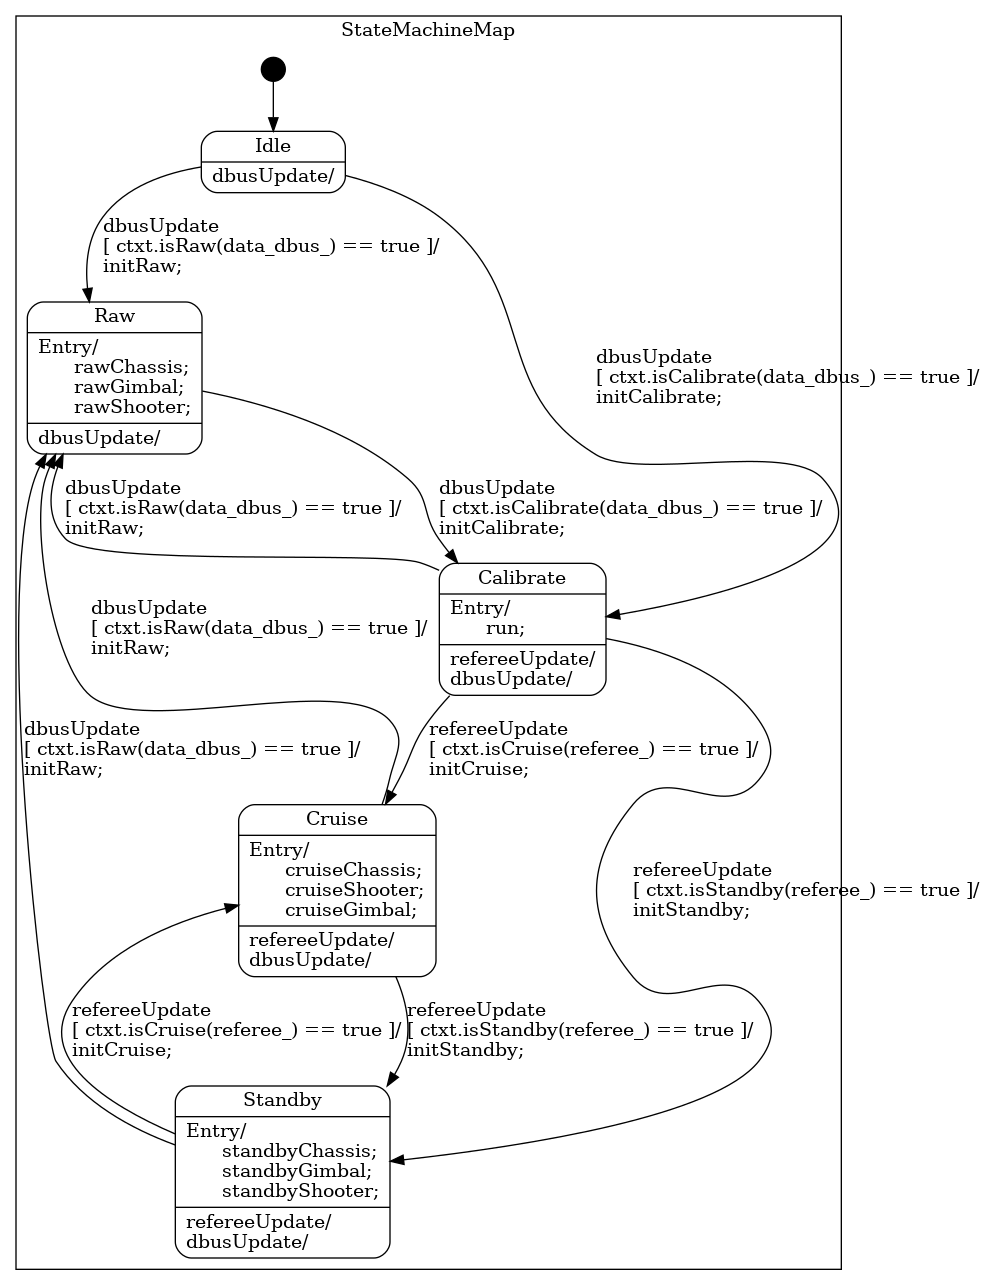 StateMachineMap
Idle
dbusUpdate/
dbusUpdate
[ ctxt.isRaw(data_dbus_) == true ]/
initRaw;
Raw
Entry/
rawChassis;
rawGimbal;
rawShooter;
dbusUpdate/
dbusUpdate
[ ctxt.isCalibrate(data_dbus_) == true ]/
initCalibrate;
dbusUpdate
[ ctxt.isRaw(data_dbus_) == true ]/
initRaw;
dbusUpdate
[ ctxt.isCalibrate(data_dbus_) == true ]/
initCalibrate;
Calibrate
Entry/
run;
refereeUpdate/
dbusUpdate/
dbusUpdate
[ ctxt.isRaw(data_dbus_) == true ]/
initRaw;
dbusUpdate
[ ctxt.isRaw(data_dbus_) == true ]/
initRaw;
refereeUpdate
[ ctxt.isCruise(referee_) == true ]/
initCruise;
Cruise
Entry/
cruiseChassis;
cruiseShooter;
cruiseGimbal;
refereeUpdate/
dbusUpdate/
refereeUpdate
[ ctxt.isStandby(referee_) == true ]/
initStandby;
refereeUpdate
[ ctxt.isCruise(referee_) == true ]/
initCruise;
refereeUpdate
[ ctxt.isStandby(referee_) == true ]/
initStandby;
Standby
Entry/
standbyChassis;
standbyGimbal;
standbyShooter;
refereeUpdate/
dbusUpdate/